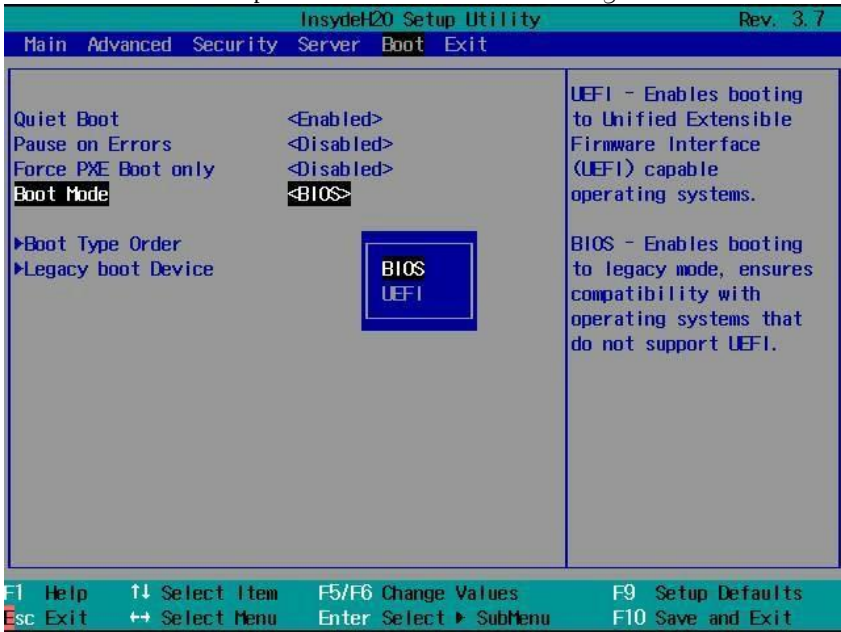 InsydeH20 Setup Utility Rev. 3.7
Main Advanced Security Server Boot Exit
Quiet Boot <Enabled>
Pause on Errors <Disabled>
Force PXE Boot only <Disabled>
Boot Mode <BIOS>
▶Boot Type Order
▶Legacy boot Device
BIOS
UEFI
UEFI - Enables booting
to Unified Extensible
Firmware Interface
(UEFI) capable
operating systems.
BIOS - Enables booting
to legacy mode, ensures
compatibility with
operating systems that
do not support UEFI.
F1 Help ↑↓ Select Item F5/F6 Change Values F9 Setup Defaults
Esc Exit ↔ Select Menu Enter Select ▶ SubMenu F10 Save and Exit